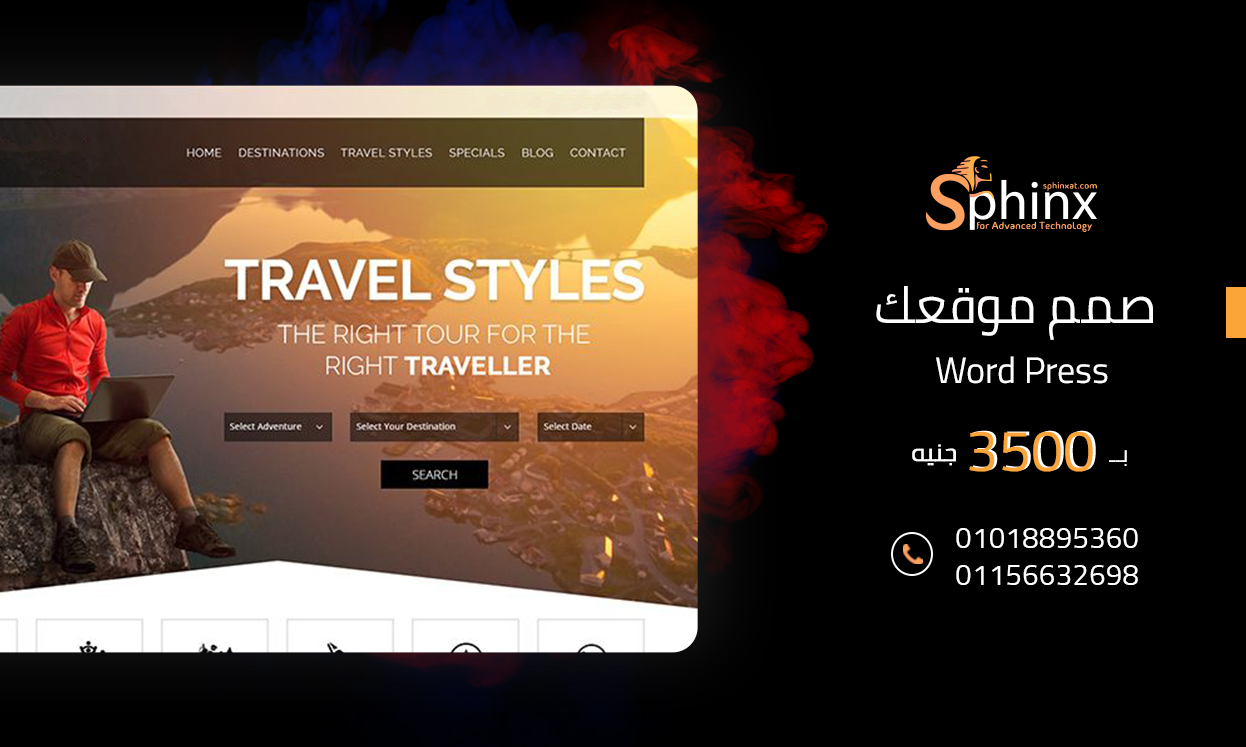 HOME DESTINATIONS TRAVEL STYLES SPECIALS BLOG CONTACT
TRAVEL STYLES
THE RIGHT TOUR FOR THE
RIGHT TRAVELLER
Select Adventure Select Your Destination Select Date
SEARCH
Sphinx
sphinxat.com
for Advanced Technology
صمم موقعك
Word Press
بـ 3500 جنيه
01018895360
01156632698